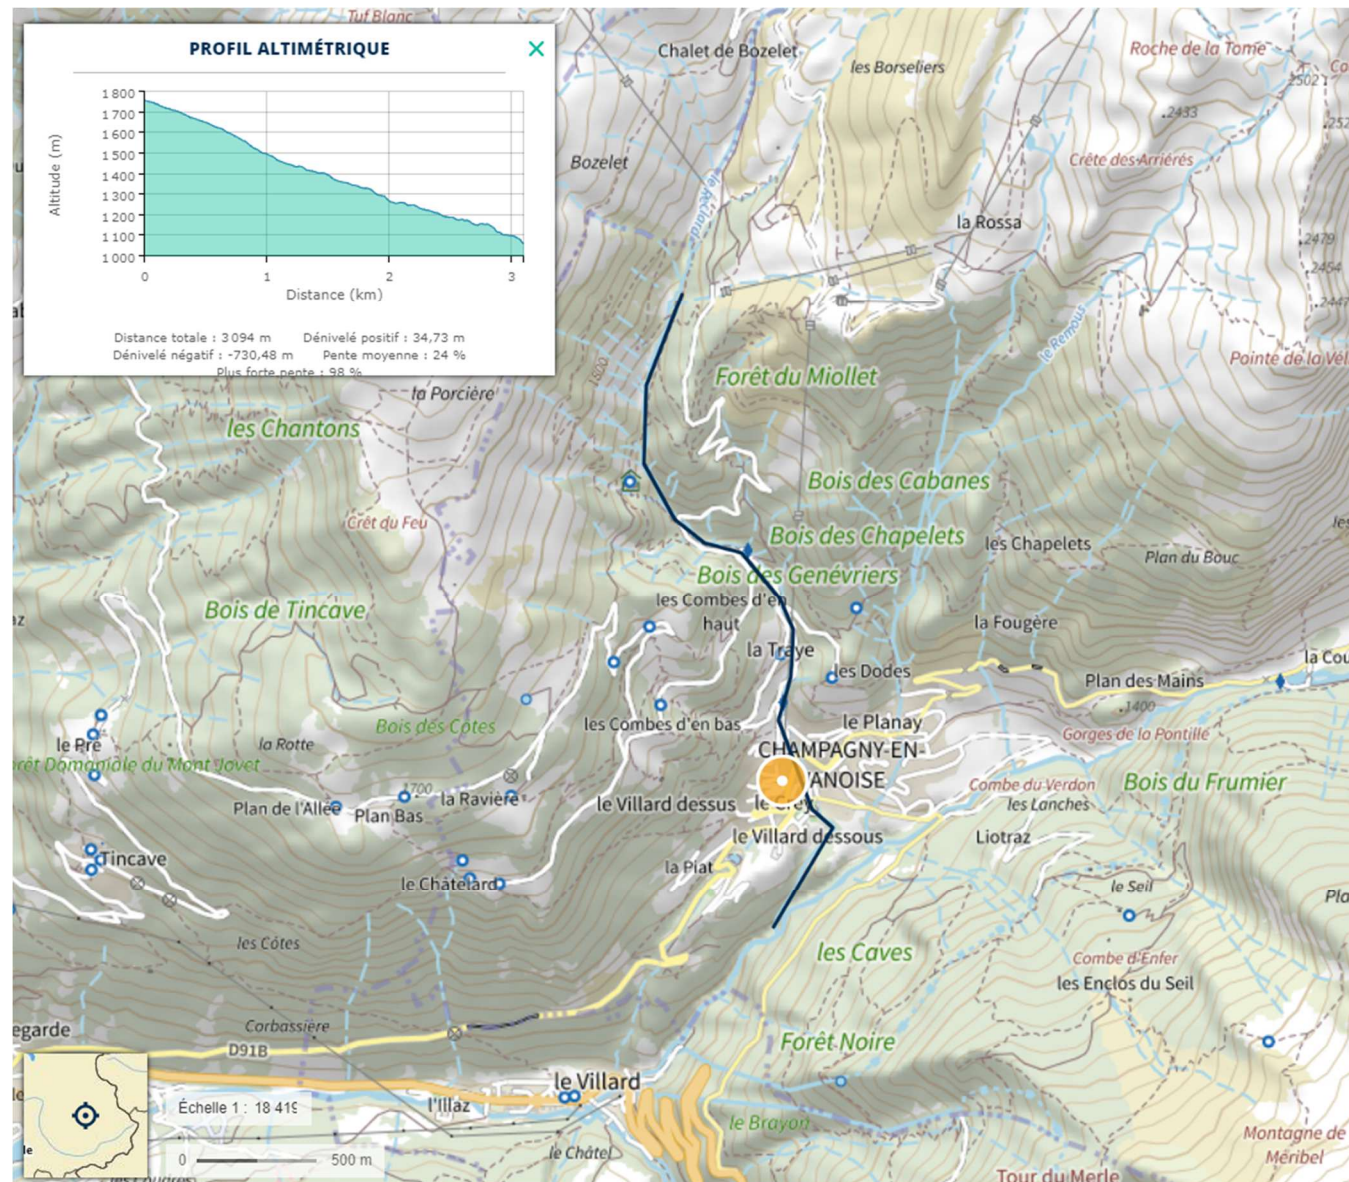 Tuf Blanc
PROFIL ALTIMÉTRIQUE
1 800
1 700
1 600
1 500
1 400
1 300
1 200
1 100
1 000
Altitude (m)
0 1 2 3
Distance (km)
Distance totale : 3 094 m Dénivelé positif : 34,73 m
Dénivelé négatif : -730,48 m Pente moyenne : 24 %
Plus forte pente : 98 %
Chalet de Bozelet
les Borseliers
Roche de la Tome
2502
2433
Bozelet
Crête des Arriérés
le Reclard
la Rossa
2479
2454
2447
le Remous
1800
Pointe de la
Forêt du Miollet
la Porcière
les Chantons
Bois des Cabanes
Crêt du Feu
Bois des Chapelets
les Chapelets
Plan du Bouc
Bois des Genévriers
Bois de Tincave
les Combes d'en
haut
la Fougère
la Traye
les Dodes
la Cou
Plan des Mains
1400
Bois des Côtes
les Combes d'en bas
le Planay
Gorges de la Pontille
le Pré
la Rotte
CHAMPAGNY-EN-
VANOISE
Forêt Domaniale du Mont Jovet
Combe du Verdon
Bois du Frumier
1700
Plan de l'Allée
Plan Bas
la Ravière
le Villard dessus
le Crey
les Lanches
le Villard dessous
Liotraz
Tincave
la Piat
le Châtelard
le Seil
les Côtes
les Caves
Combe d'Enfer
les Enclos du Seil
Corbassière
D91B
Forêt Noire
le Villard
Échelle 1 : 18 419
l'Illaz
le Brayon
0 500 m
le Châtel
Montagne de
Méribel
Tour du Merle